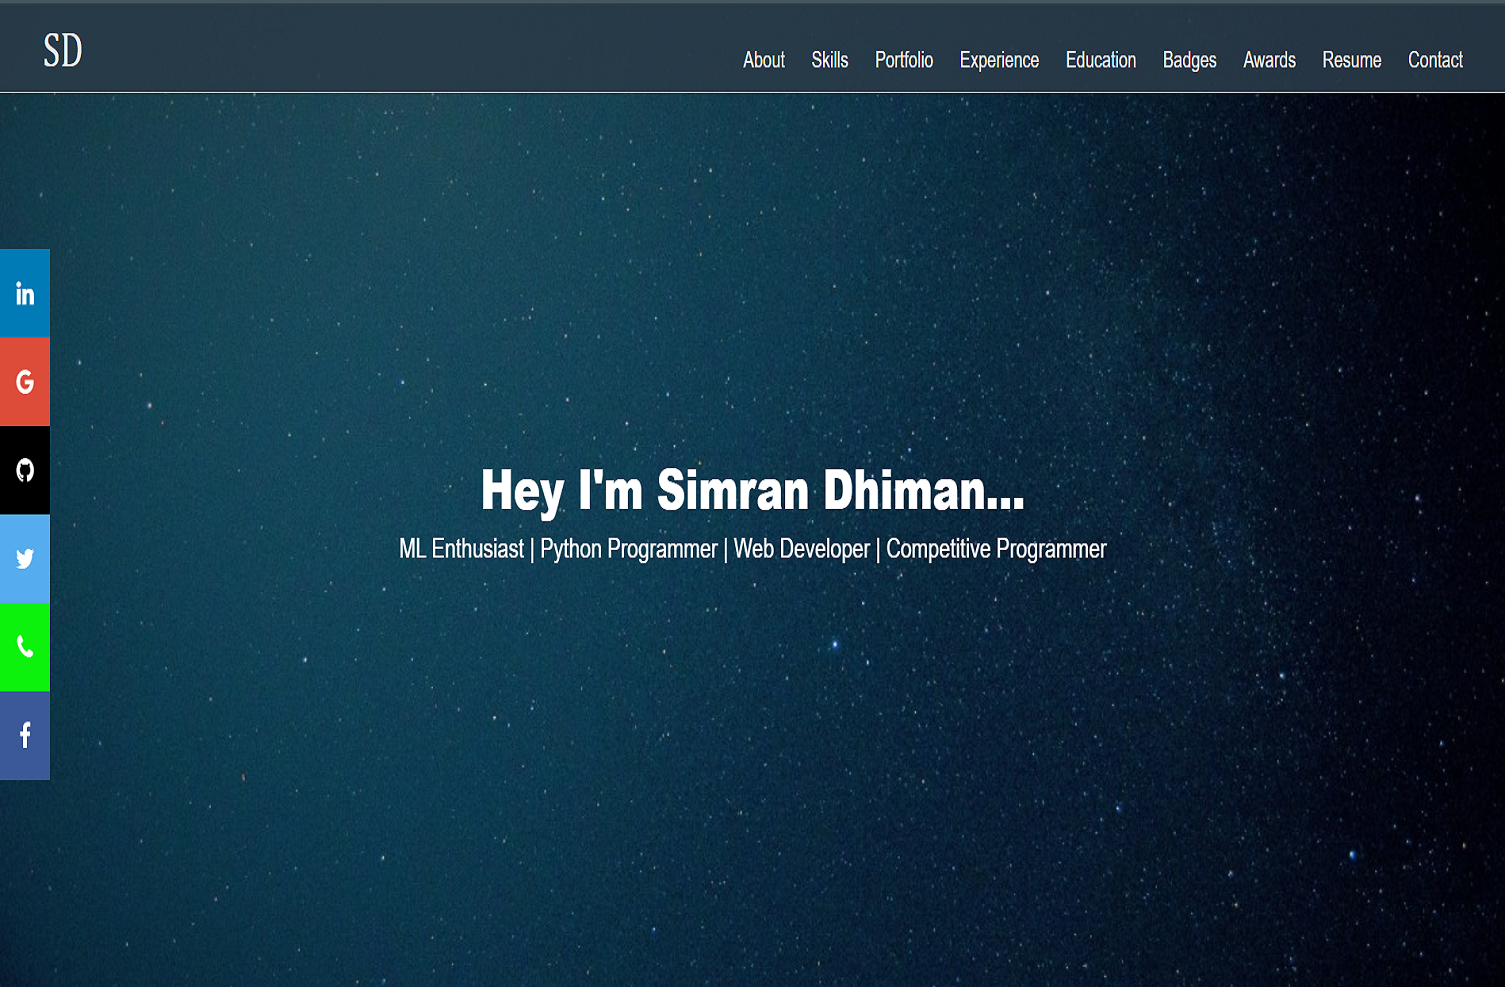 SD
About Skills Portfolio Experience Education Badges Awards Resume Contact
in
G
f
Hey I'm Simran Dhiman...
ML Enthusiast | Python Programmer | Web Developer | Competitive Programmer